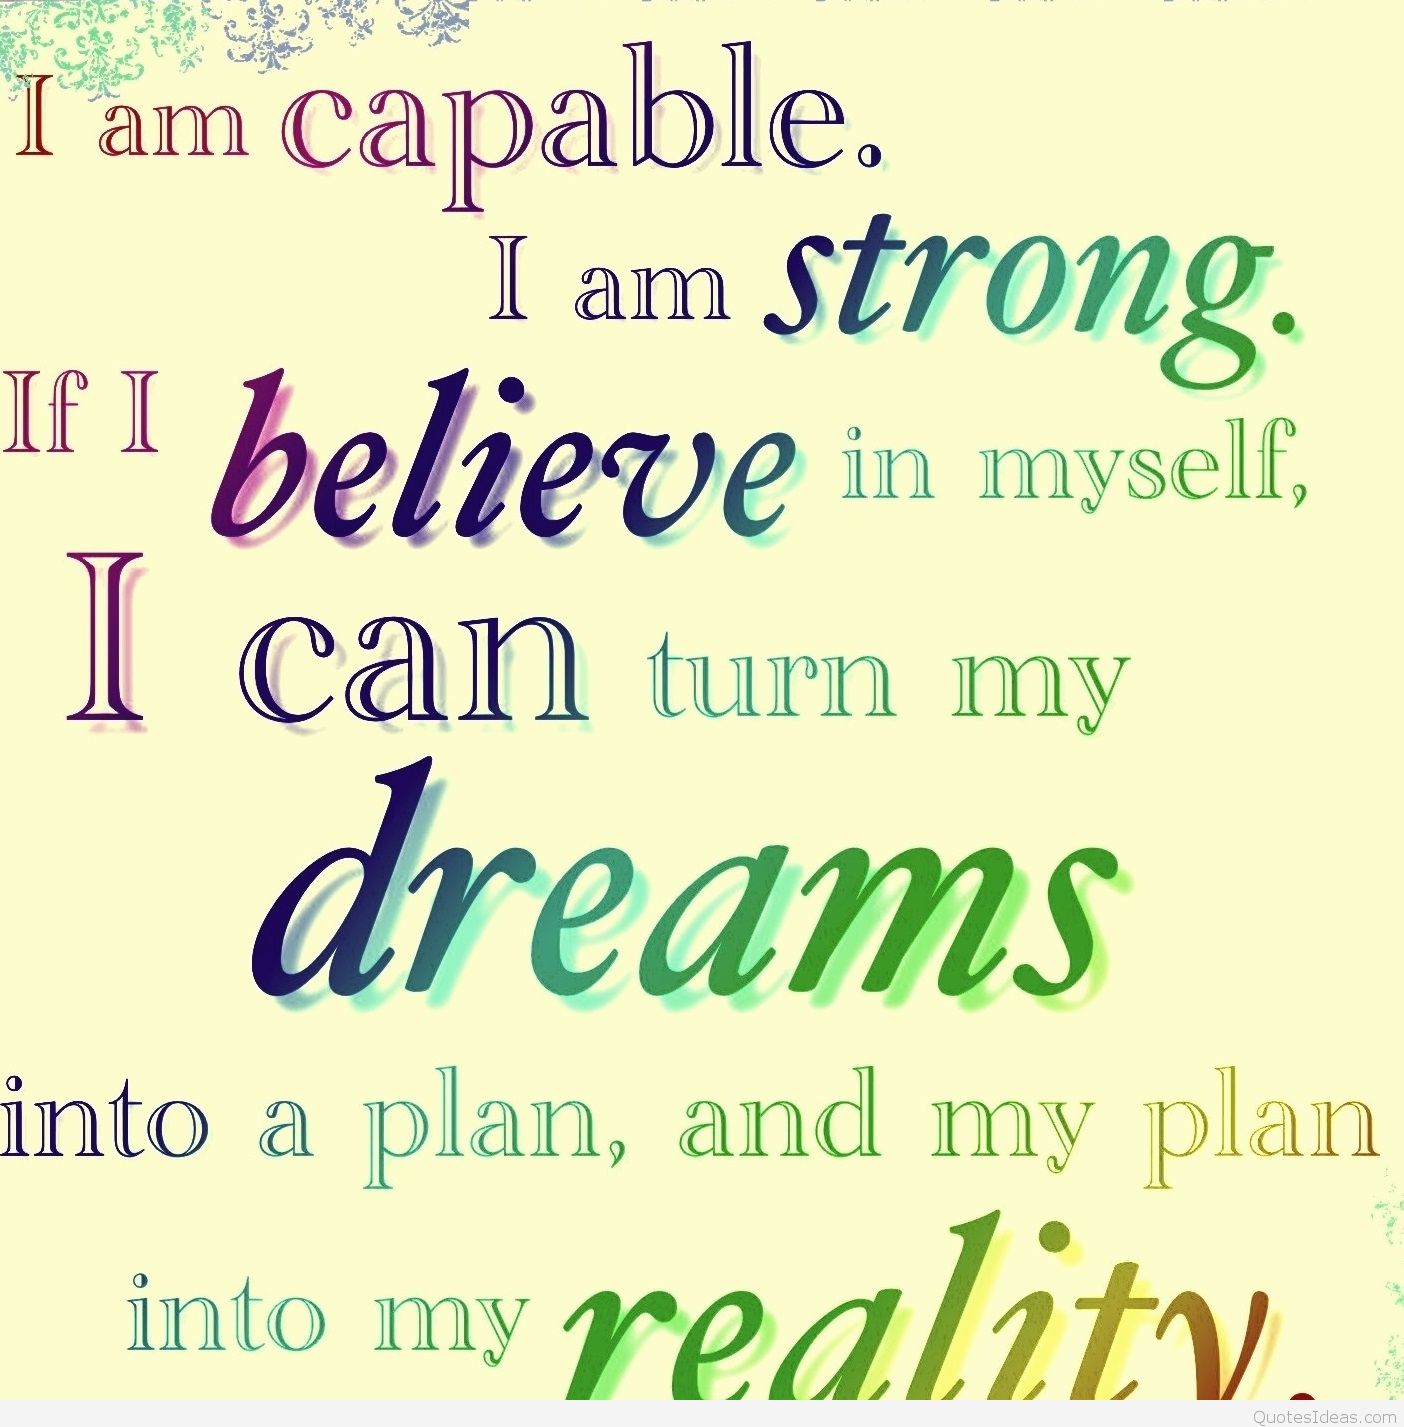 I am capable.
I am strong.
If I believe in myself,
I can turn my
dreams
into a plan, and my plan
into my reality.
QuotesIdeas.com